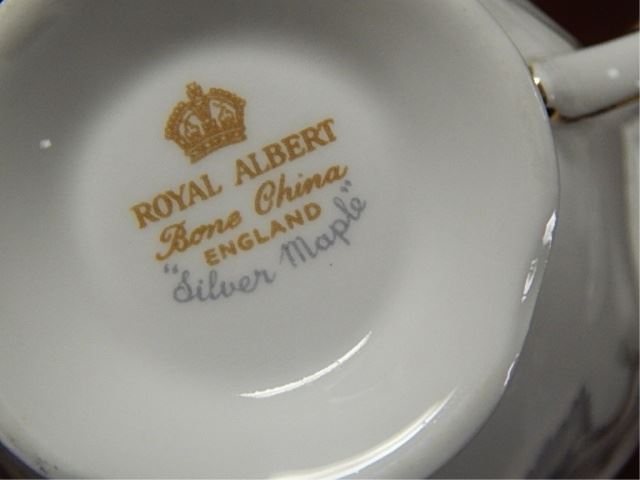 ROYAL ALBERT
Bone China
ENGLAND
"Silver Maple"